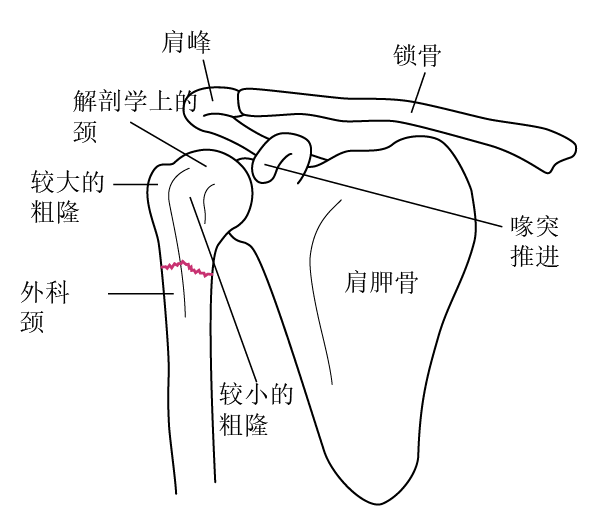 肩峰
锁骨
解剖学上的
颈
较大的
粗隆
喙突
推进
肩胛骨
外科
颈
较小的
粗隆